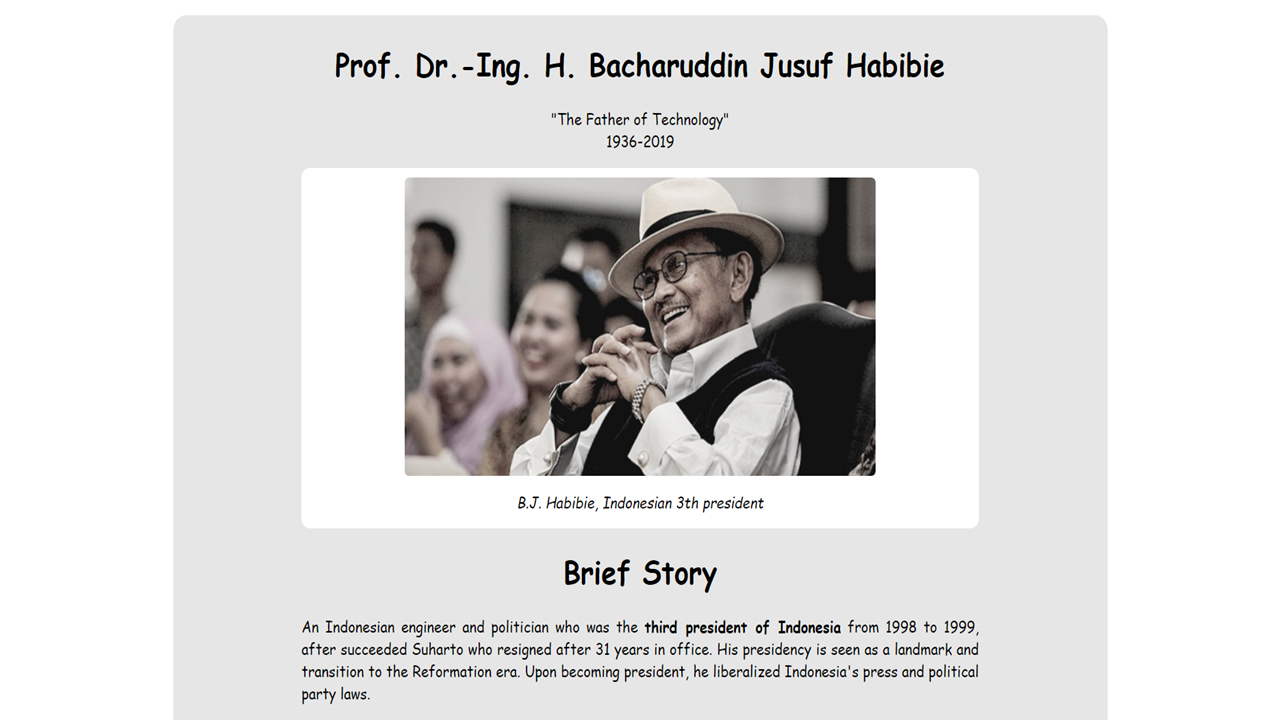 Prof. Dr.-Ing. H. Bacharuddin Jusuf Habibie
"The Father of Technology"
1936-2019
B.J. Habibie, Indonesian 3th president
Brief Story
An Indonesian engineer and politician who was the third president of Indonesia from 1998 to 1999,
after succeeded Suharto who resigned after 31 years in office. His presidency is seen as a landmark and
transition to the Reformation era. Upon becoming president, he liberalized Indonesia's press and political
party laws.